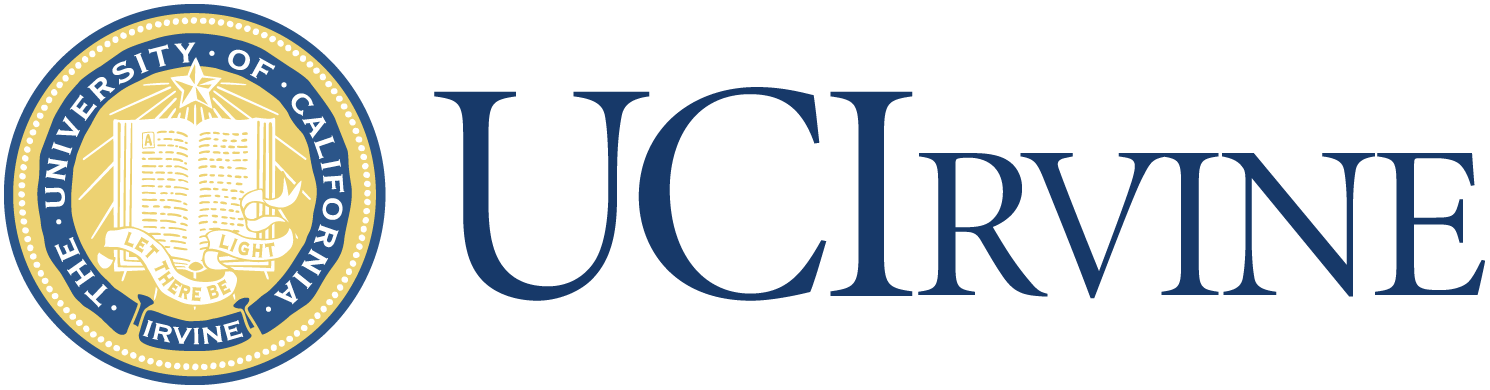 · THE · UNIVERSITY · OF · CALIFORNIA ·
A
LET THERE BE LIGHT
IRVINE
UCIRVINE